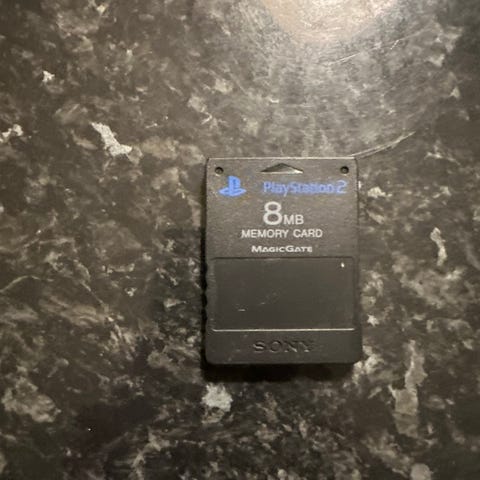 PlayStation 2
8MB
MEMORY CARD
MAGICGATE
SONY